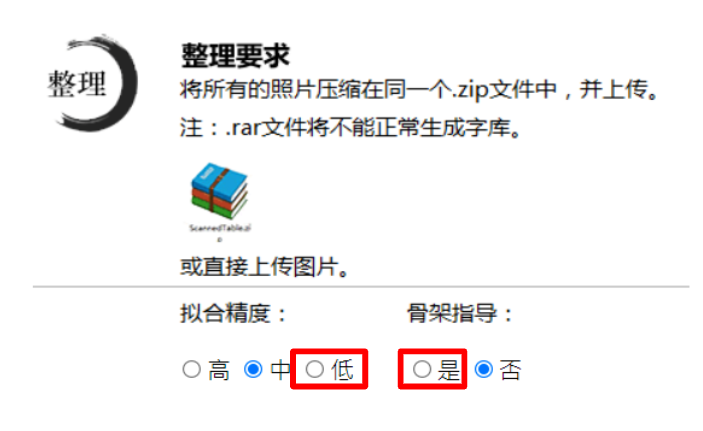 整理
整理要求
将所有的照片压缩在同一个.zip文件中，并上传。
注：.rar文件将不能正常生成字库。
ScannedTable.zi
p
或直接上传图片。
拟合精度： 骨架指导：
高 中 低 是 否